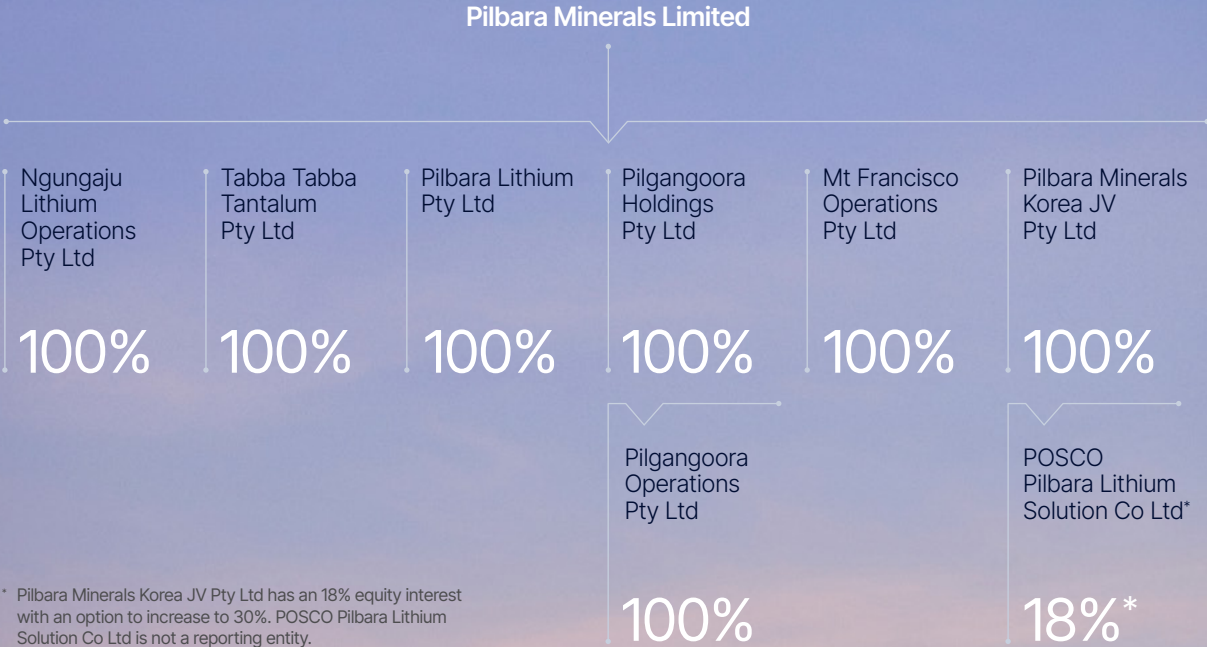 Pilbara Minerals Limited
Ngungaju
Lithium
Operations
Pty Ltd
100%
Tabba Tabba
Tantalum
Pty Ltd
100%
Pilbara Lithium
Pty Ltd
100%
Pilgangoora
Holdings
Pty Ltd
100%
Mt Francisco
Operations
Pty Ltd
100%
Pilbara Minerals
Korea JV
Pty Ltd
100%
Pilgangoora
Operations
Pty Ltd
100%
POSCO
Pilbara Lithium
Solution Co Ltd*
18%*
* Pilbara Minerals Korea JV Pty Ltd has an 18% equity interest
with an option to increase to 30%. POSCO Pilbara Lithium
Solution Co Ltd is not a reporting entity.